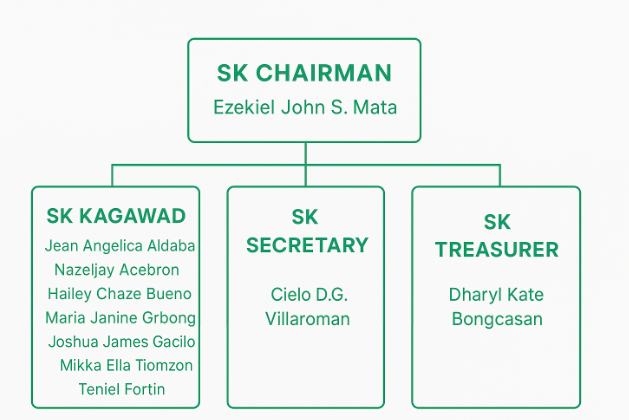 SK CHAIRMAN
Ezekiel John S. Mata
SK KAGAWAD
Jean Angelica Aldaba
Nazeljay Acebron
Hailey Chaze Bueno
Maria Janine Grbong
Joshua James Gacilo
Mikka Ella Tiomzon
Teniel Fortin
SK
SECRETARY
Cielo D.G.
Villaroman
SK
TREASURER
Dharyl Kate
Bongcasan